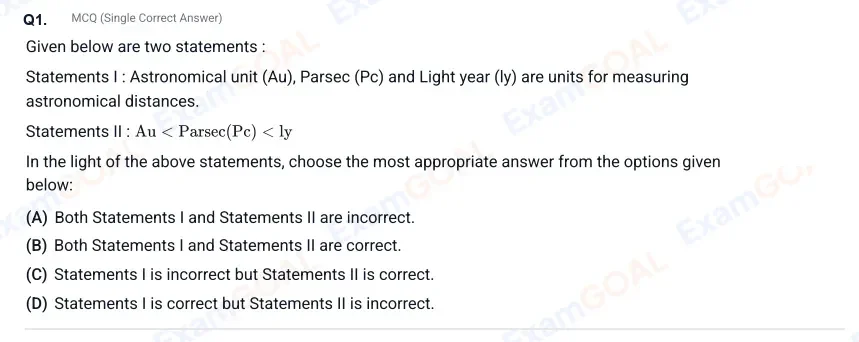 Q1. MCQ (Single Correct Answer)
Given below are two statements :
Statements I : Astronomical unit (Au), Parsec (Pc) and Light year (ly) are units for measuring
astronomical distances.
Statements II : Au < Parsec(Pc) < ly
In the light of the above statements, choose the most appropriate answer from the options given
below:
(A) Both Statements I and Statements II are incorrect.
(B) Both Statements I and Statements II are correct.
(C) Statements I is incorrect but Statements II is correct.
(D) Statements I is correct but Statements II is incorrect.
ExamGOAL